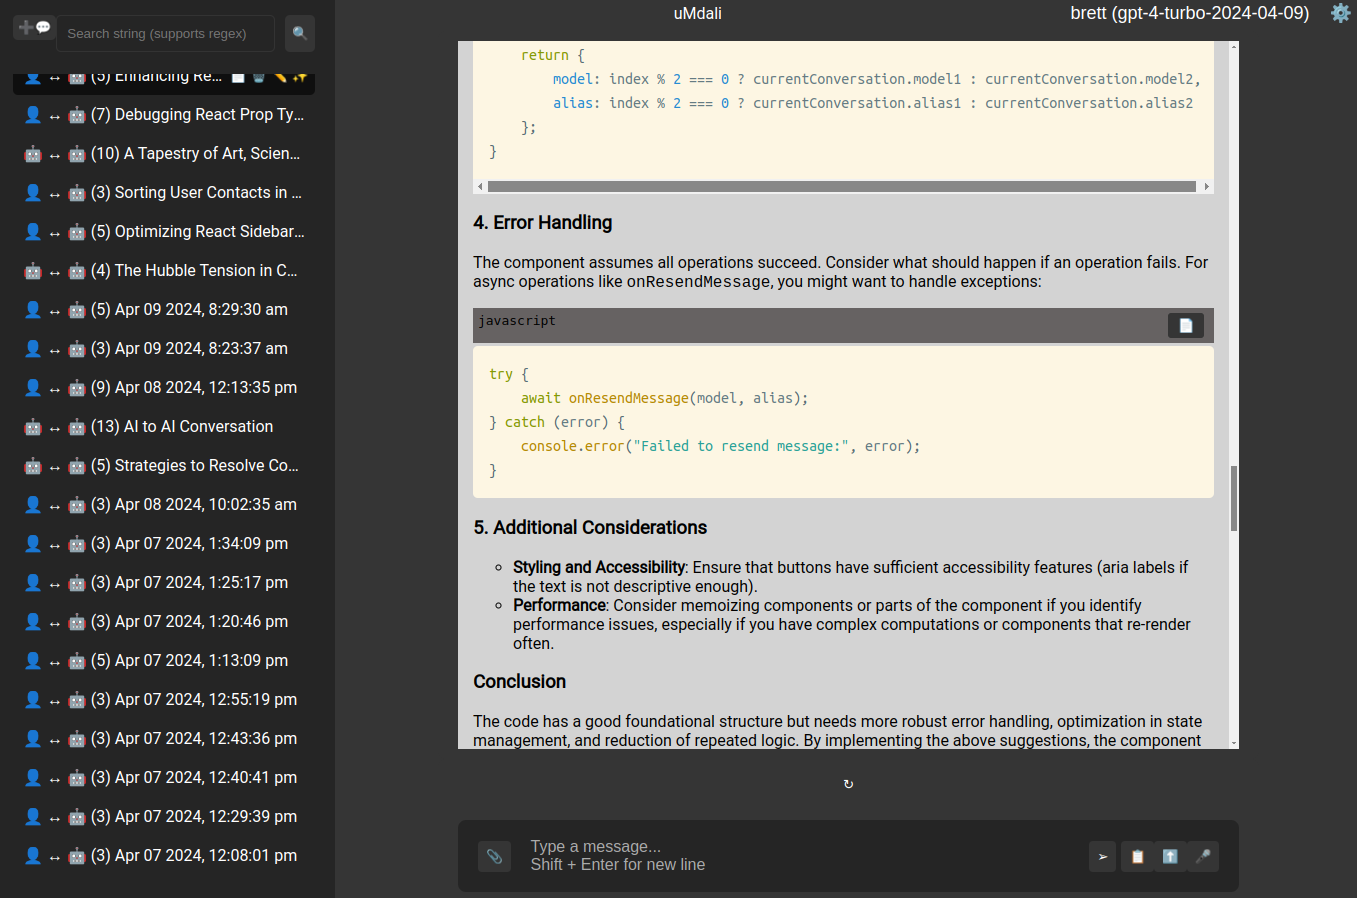 uMdali
brett (gpt-4-turbo-2024-04-09)
Search string (supports regex)
(5) Enhancing Re...
(7) Debugging React Prop Ty...
(10) A Tapestry of Art, Scien...
(3) Sorting User Contacts in ...
(5) Optimizing React Sidebar...
(4) The Hubble Tension in C...
(5) Apr 09 2024, 8:29:30 am
(3) Apr 09 2024, 8:23:37 am
(9) Apr 08 2024, 12:13:35 pm
(13) AI to AI Conversation
(5) Strategies to Resolve Co...
(3) Apr 08 2024, 10:02:35 am
(3) Apr 07 2024, 1:34:09 pm
(3) Apr 07 2024, 1:25:17 pm
(3) Apr 07 2024, 1:20:46 pm
(5) Apr 07 2024, 1:13:09 pm
(3) Apr 07 2024, 12:55:19 pm
(3) Apr 07 2024, 12:43:36 pm
(3) Apr 07 2024, 12:40:41 pm
(3) Apr 07 2024, 12:29:39 pm
(3) Apr 07 2024, 12:08:01 pm
return {
model: index % 2 === 0 ? currentConversation.model1 : currentConversation.model2,
alias: index % 2 === 0 ? currentConversation.alias1 : currentConversation.alias2
};
}
4. Error Handling
The component assumes all operations succeed. Consider what should happen if an operation fails. For
async operations like onResendMessage, you might want to handle exceptions:
javascript
try {
await onResendMessage(model, alias);
} catch (error) {
console.error("Failed to resend message:", error);
}
5. Additional Considerations
Styling and Accessibility: Ensure that buttons have sufficient accessibility features (aria labels if
the text is not descriptive enough).
Performance: Consider memoizing components or parts of the component if you identify
performance issues, especially if you have complex computations or components that re-render
often.
Conclusion
The code has a good foundational structure but needs more robust error handling, optimization in state
management, and reduction of repeated logic. By implementing the above suggestions, the component
Type a message...
Shift + Enter for new line